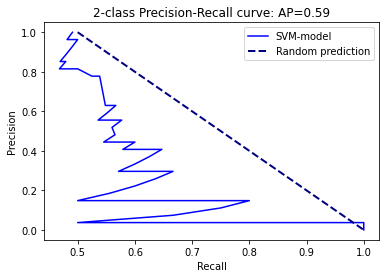 2-class Precision-Recall curve: AP=0.59
SVM-model
Random prediction
Precision
1.0
0.8
0.6
0.4
0.2
0.0
0.5 0.6 0.7 0.8 0.9 1.0
Recall